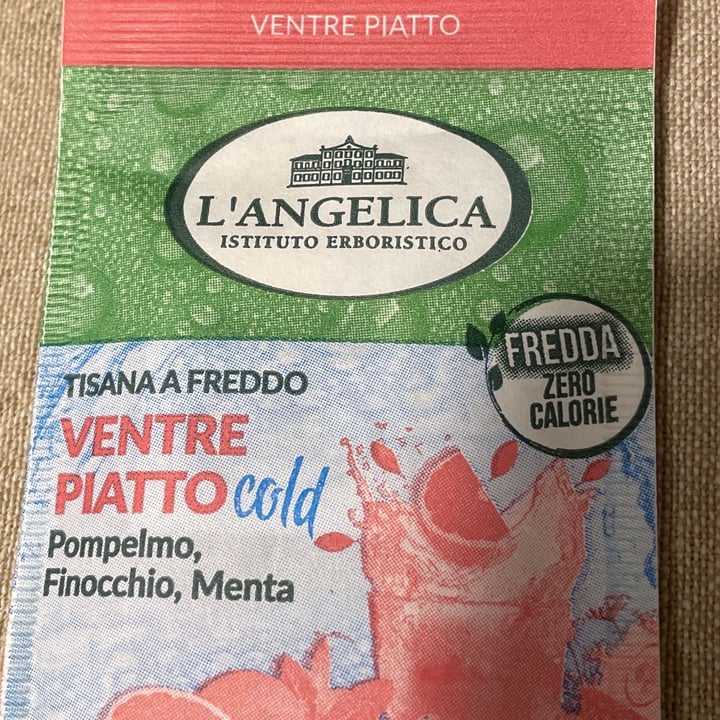 VENTRE PIATTO
L'ANGELICA
ISTITUTO ERBORISTICO
FREDDA
ZERO
CALORIE
TISANA A FREDDO
VENTRE
PIATTO cold
Pompelmo,
Finocchio, Menta